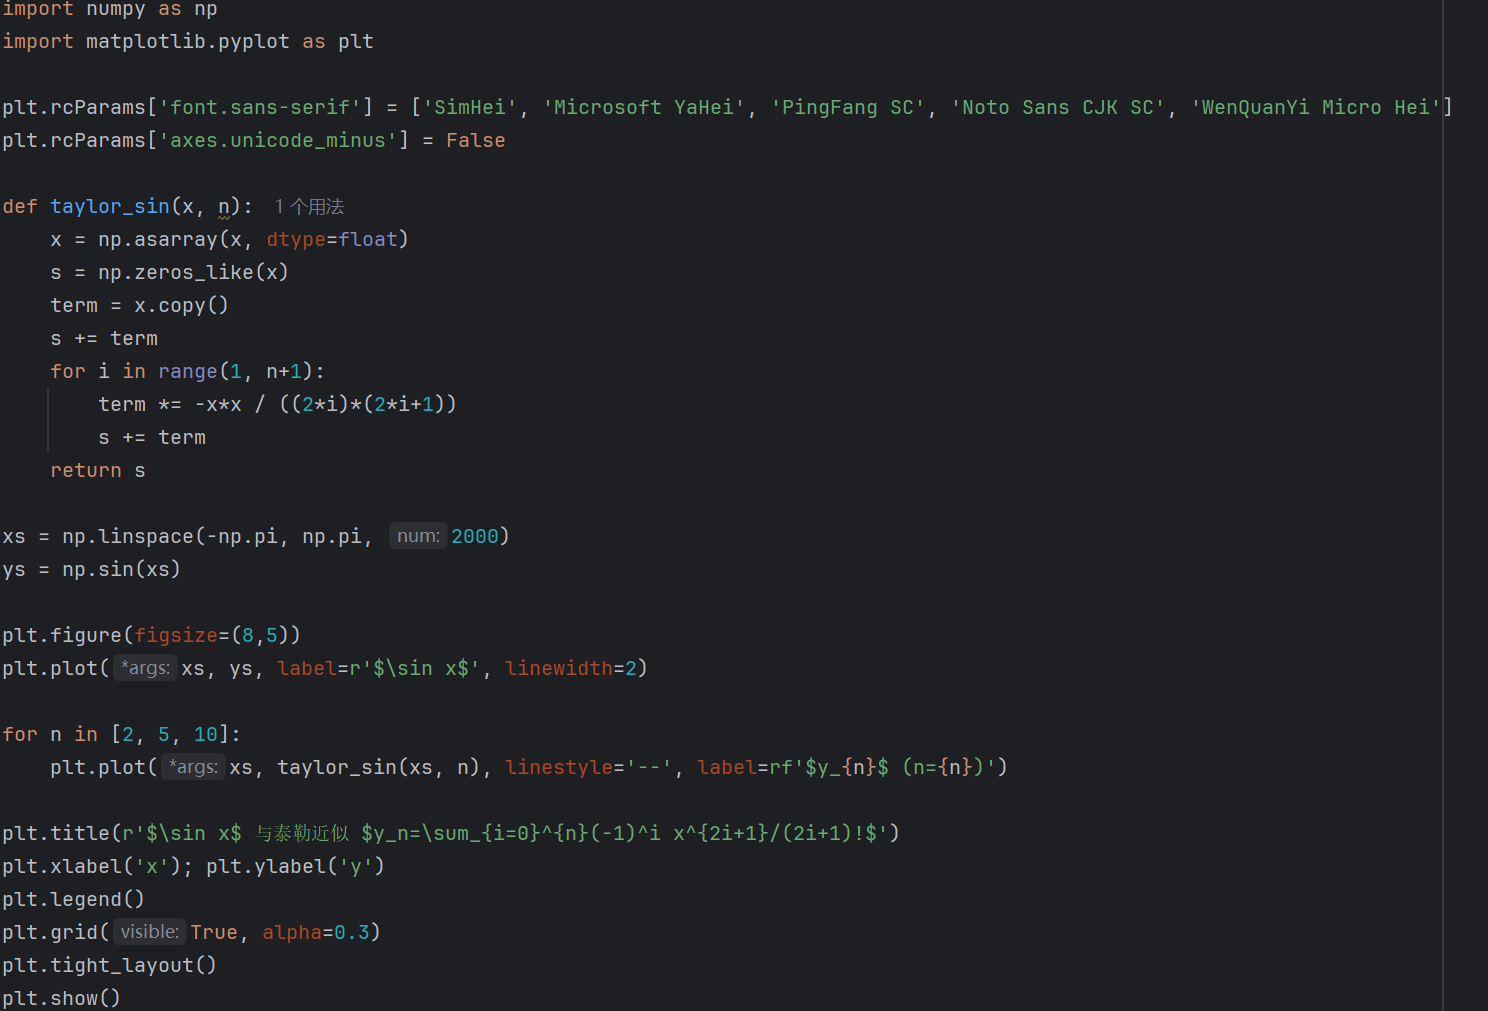 import numpy as np
import matplotlib.pyplot as plt
plt.rcParams['font.sans-serif'] = ['SimHei', 'Microsoft YaHei', 'PingFang SC', 'Noto Sans CJK SC', 'WenQuanYi Micro Hei']
plt.rcParams['axes.unicode_minus'] = False
def taylor_sin(x, n): 1 个用法
    x = np.asarray(x, dtype=float)
    s = np.zeros_like(x)
    term = x.copy()
    s += term
    for i in range(1, n+1):
        term *= -x*x / ((2*i)*(2*i+1))
        s += term
    return s
xs = np.linspace(-np.pi, np.pi, num: 2000)
ys = np.sin(xs)
plt.figure(figsize=(8,5))
plt.plot( *args: xs, ys, label=r'$\sin x$', linewidth=2)
for n in [2, 5, 10]:
    plt.plot( *args: xs, taylor_sin(xs, n), linestyle='--', label=rf'$y_{n}$ (n={n})')
plt.title(r'$\sin x$ 与泰勒近似 $y_n=\sum_{i=0}^{n}(-1)^i x^{2i+1}/(2i+1)!$')
plt.xlabel('x'); plt.ylabel('y')
plt.legend()
plt.grid( visible: True, alpha=0.3)
plt.tight_layout()
plt.show()